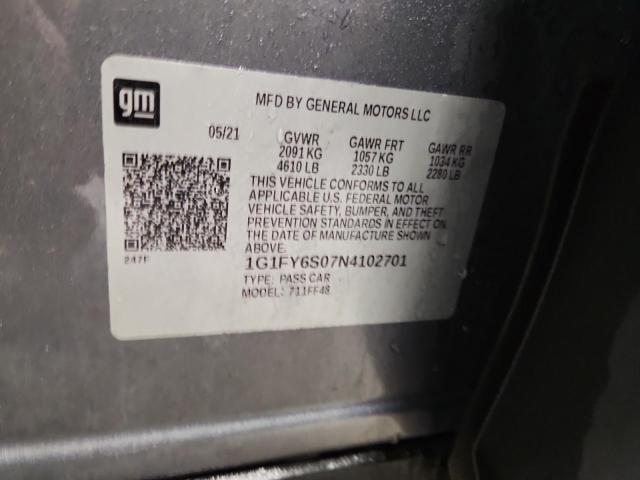 gm
MFD BY GENERAL MOTORS LLC
05/21 GVWR GAWR FRT GAWR RR
2091 KG 1057 KG 1034 KG
4610 LB 2330 LB 2280 LB
THIS VEHICLE CONFORMS TO ALL
APPLICABLE U.S. FEDERAL MOTOR
VEHICLE SAFETY, BUMPER, AND THEFT
PREVENTION STANDARDS IN EFFECT ON
THE DATE OF MANUFACTURE SHOWN
ABOVE.
247F
1G1FY6S07N4102701
TYPE: PASS CAR
MODEL: 711FF48